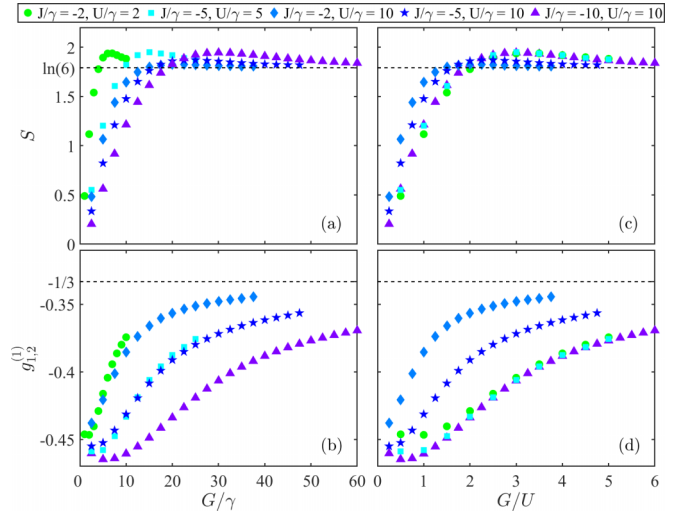 J/γ = -2, U/γ = 2 J/γ = -5, U/γ = 5 J/γ = -2, U/γ = 10 J/γ = -5, U/γ = 10 J/γ = -10, U/γ = 10
2
ln(6)
1.5
1
0.5
0
S
(a)
(c)
-1/3
-0.35
-0.4
-0.45
g_{1,2}^{(1)}
(b)
(d)
0 10 20 30 40 50 60
0 1 2 3 4 5 6
G/γ
G/U